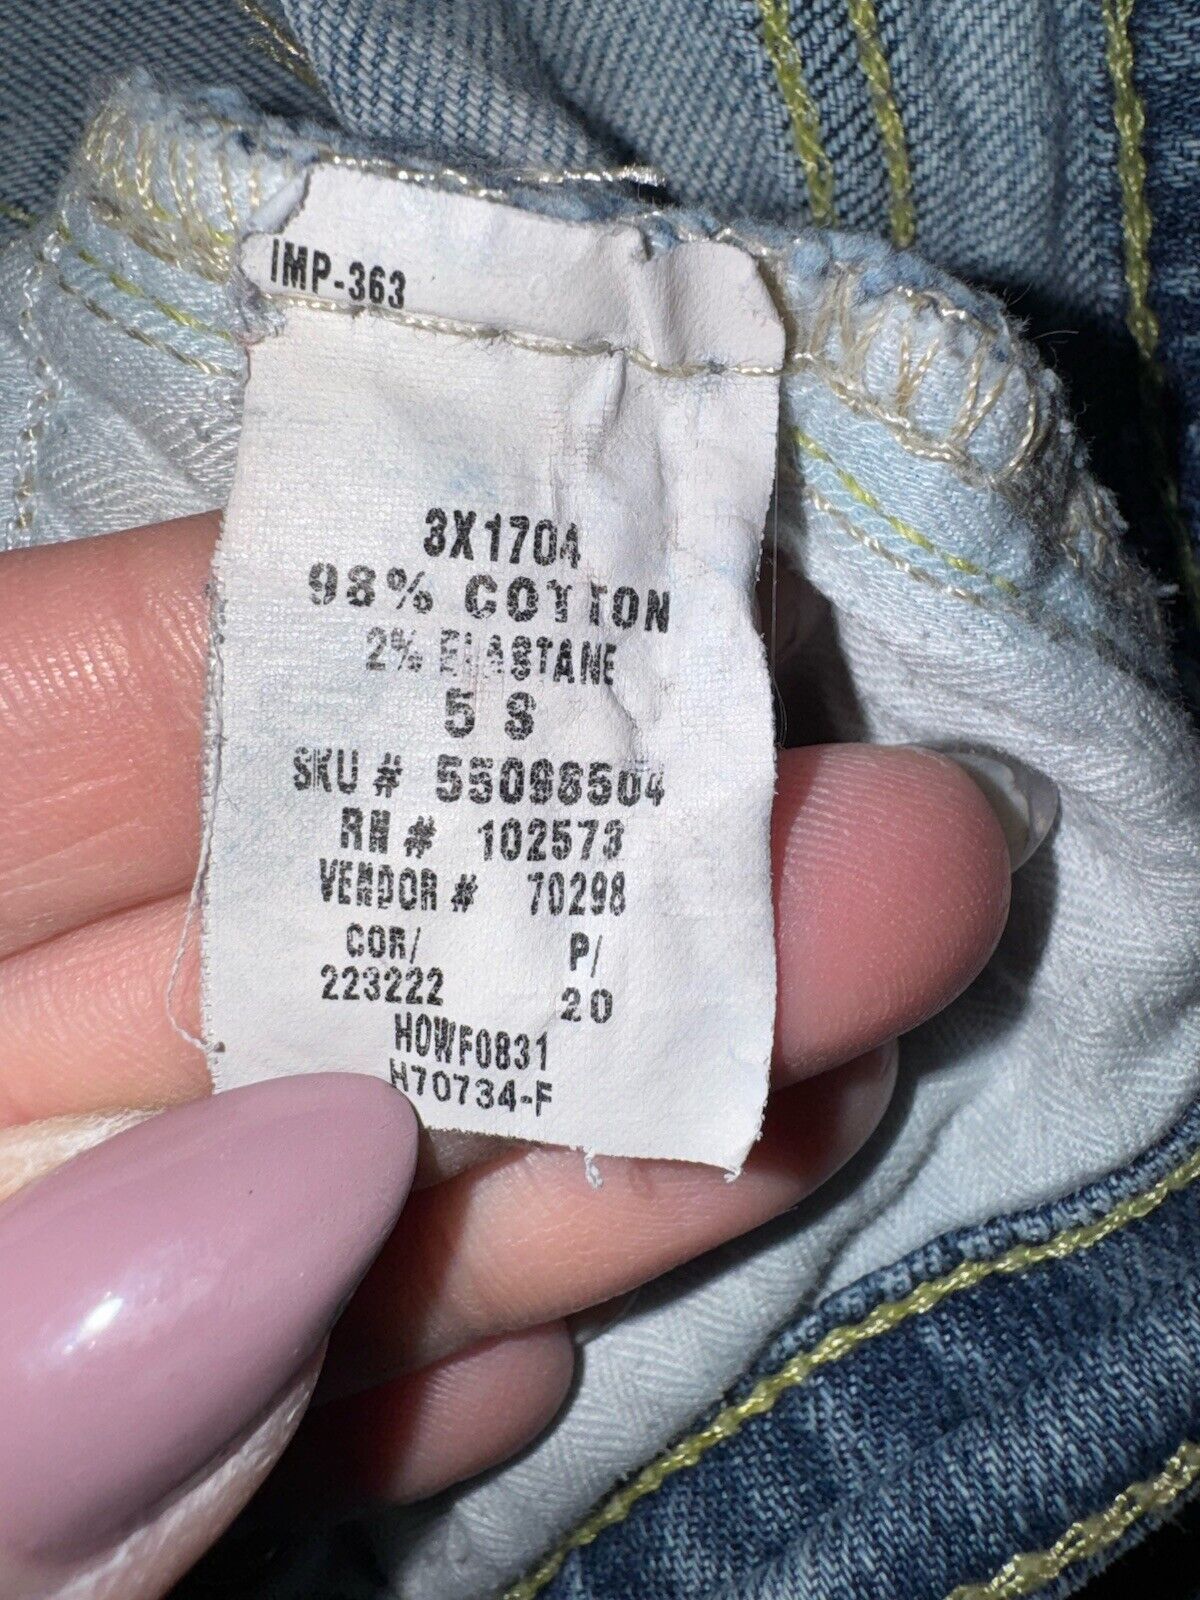 IMP-363
3X1704
98% COTTON
2% ELASTANE
5 S
SKU # 55098504
RN # 102573
VENDOR # 70298
COR/ P/
223222 20
HOWF0831
H70734-F